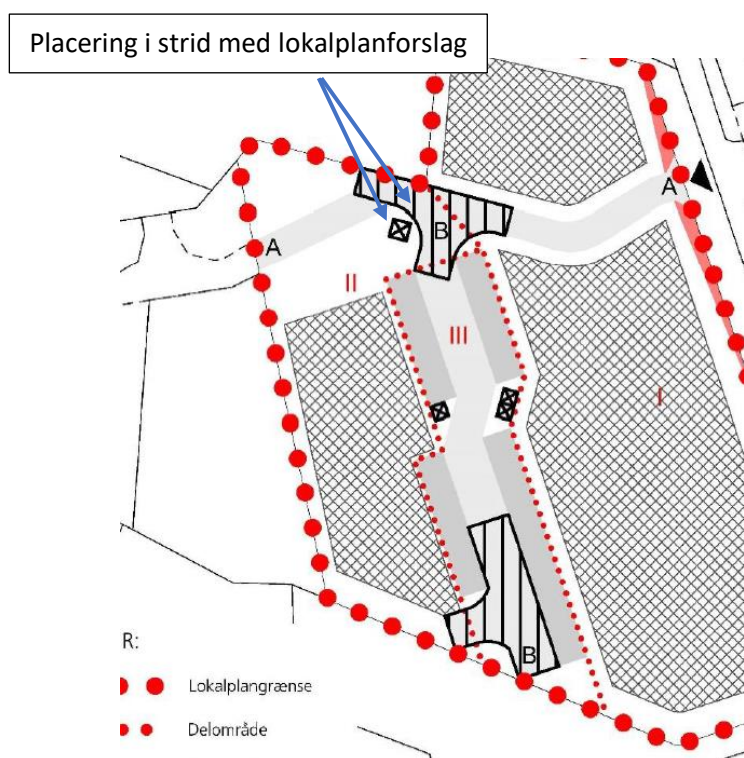 Placering i strid med lokalplanforslag
A
B
A
II
III
I
B
R:
Lokalplangrænse
Delområde